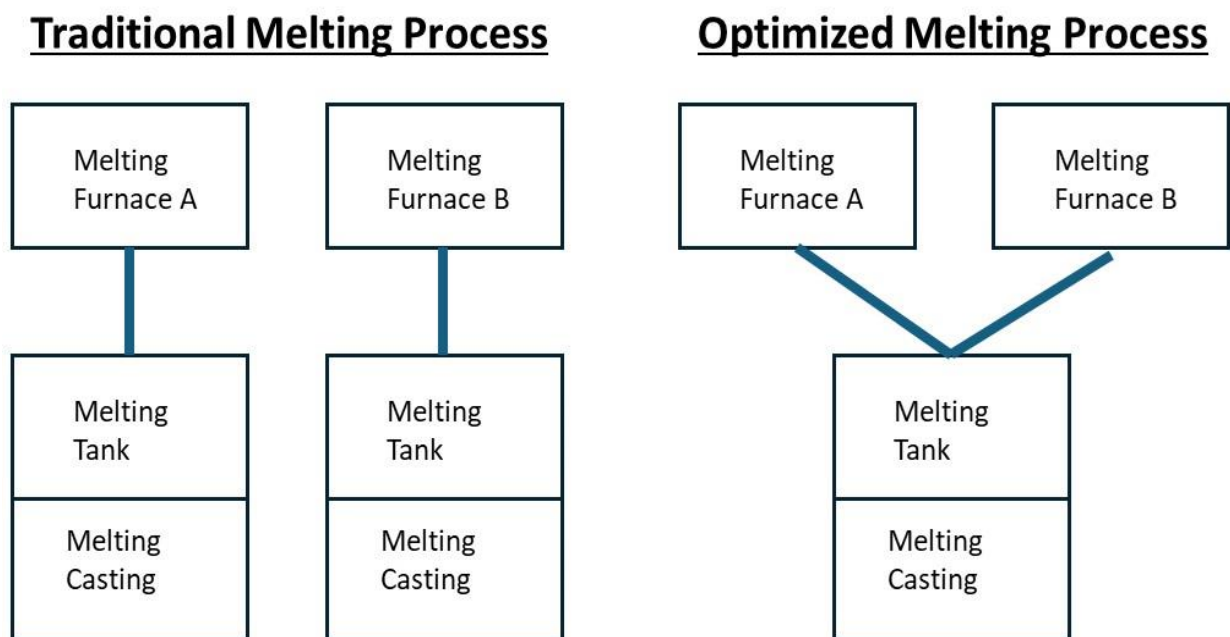 Traditional Melting Process
Melting
Furnace A
Melting
Furnace B
Melting
Tank
Melting
Tank
Melting
Casting
Melting
Casting
Optimized Melting Process
Melting
Furnace A
Melting
Furnace B
Melting
Tank
Melting
Casting